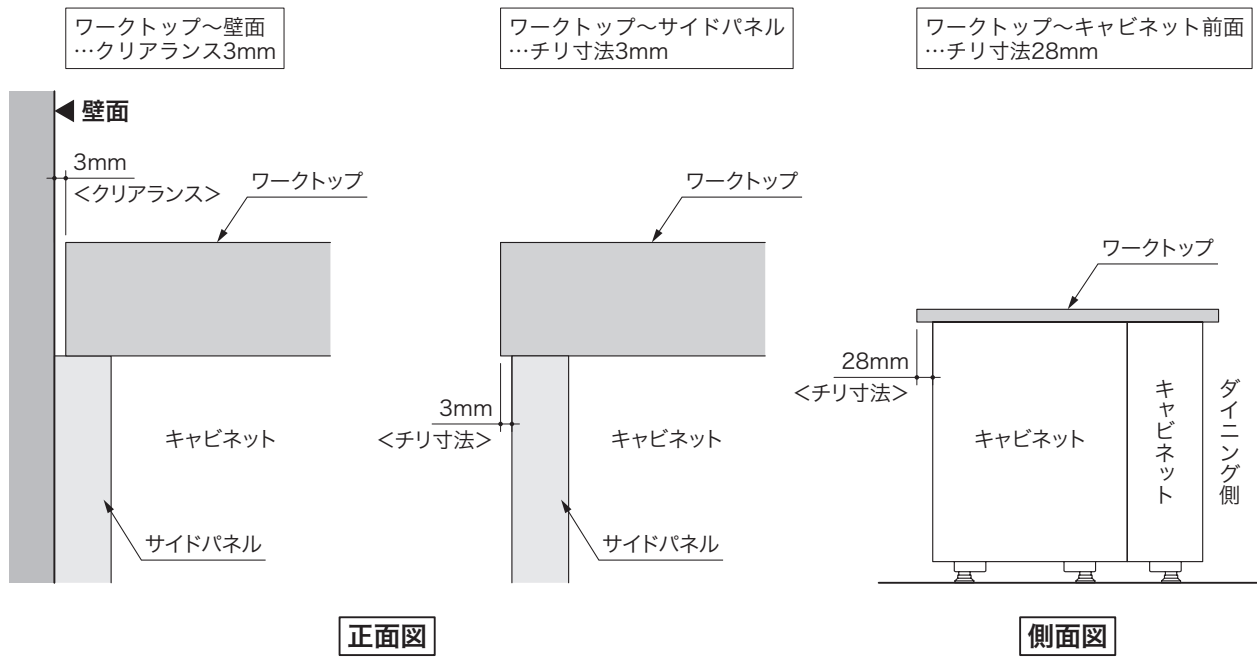 ワークトップ～壁面
…クリアランス3mm
ワークトップ～サイドパネル
…チリ寸法3mm
ワークトップ～キャビネット前面
…チリ寸法28mm
壁面
3mm
＜クリアランス＞
ワークトップ
キャビネット
サイドパネル
ワークトップ
3mm
＜チリ寸法＞
キャビネット
サイドパネル
ワークトップ
28mm
＜チリ寸法＞
キャビネット
キャビネット
ダイニング側
正面図
側面図